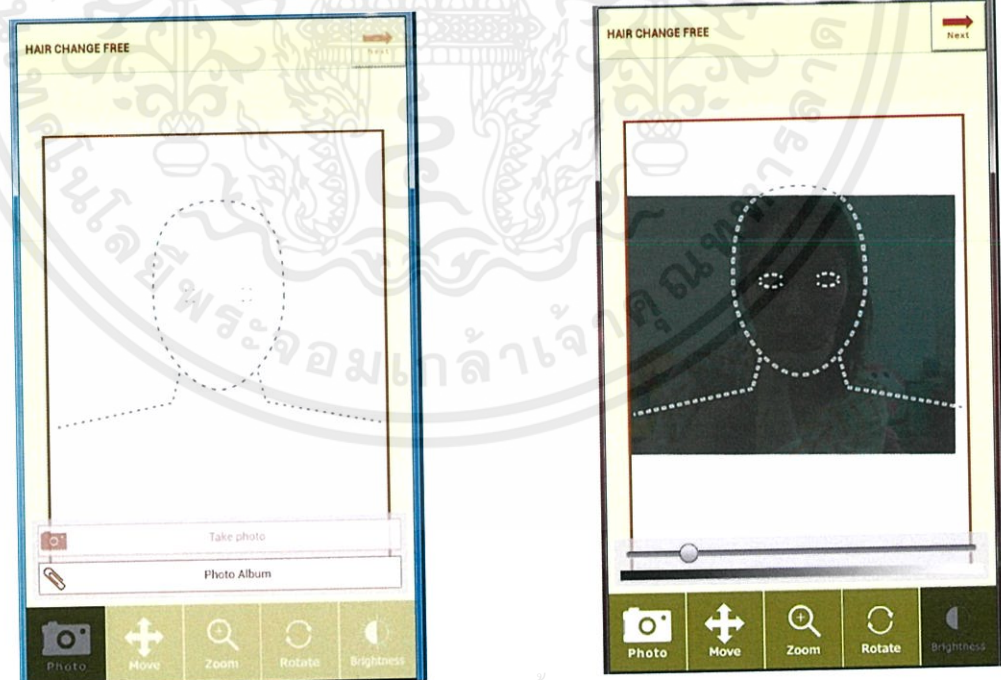 HAIR CHANGE FREE
Next
Take photo
Photo Album
Photo
Move
Zoom
Rotate
Brightness
HAIR CHANGE FREE
Next
Photo
Move
Zoom
Rotate
Brightness